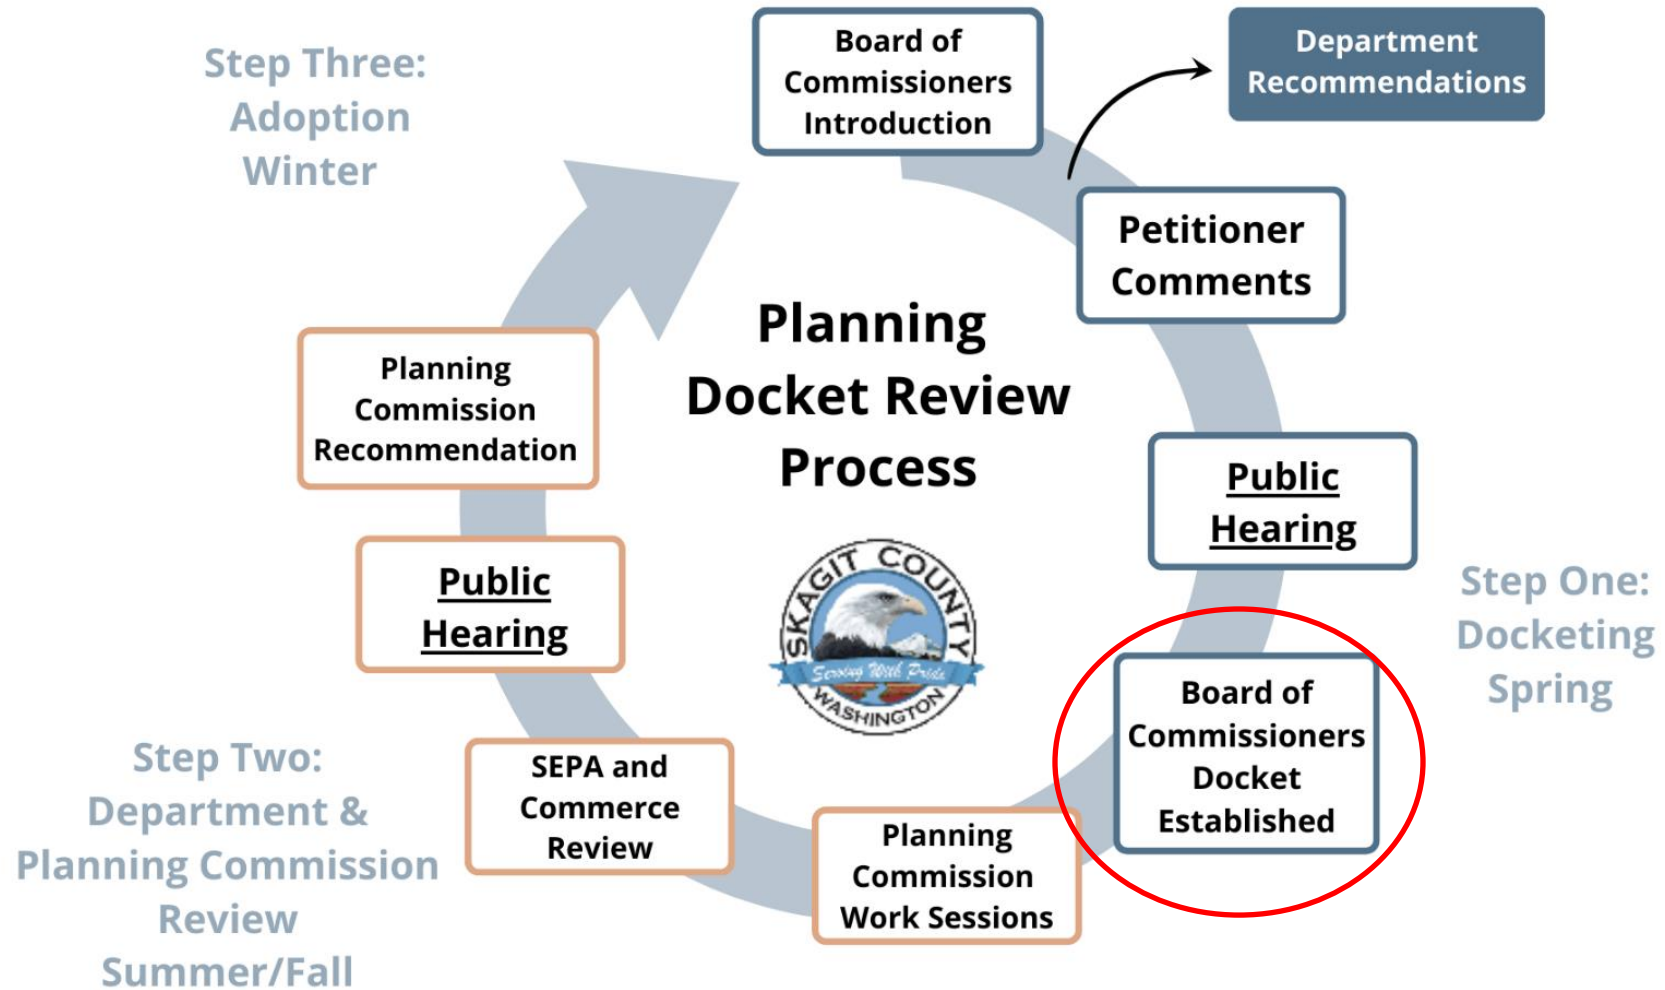 Step Three:
Adoption
Winter
Board of
Commissioners
Introduction
Department
Recommendations
Petitioner
Comments
Public
Hearing
Step One:
Docketing
Spring
Board of
Commissioners
Docket
Established
Planning
Commission
Work Sessions
SEPA and
Commerce
Review
Step Two:
Department &
Planning Commission
Review
Summer/Fall
Public
Hearing
Planning
Commission
Recommendation
Planning
Docket Review
Process
SKAGIT COUNTY
Serving With Pride
WASHINGTON